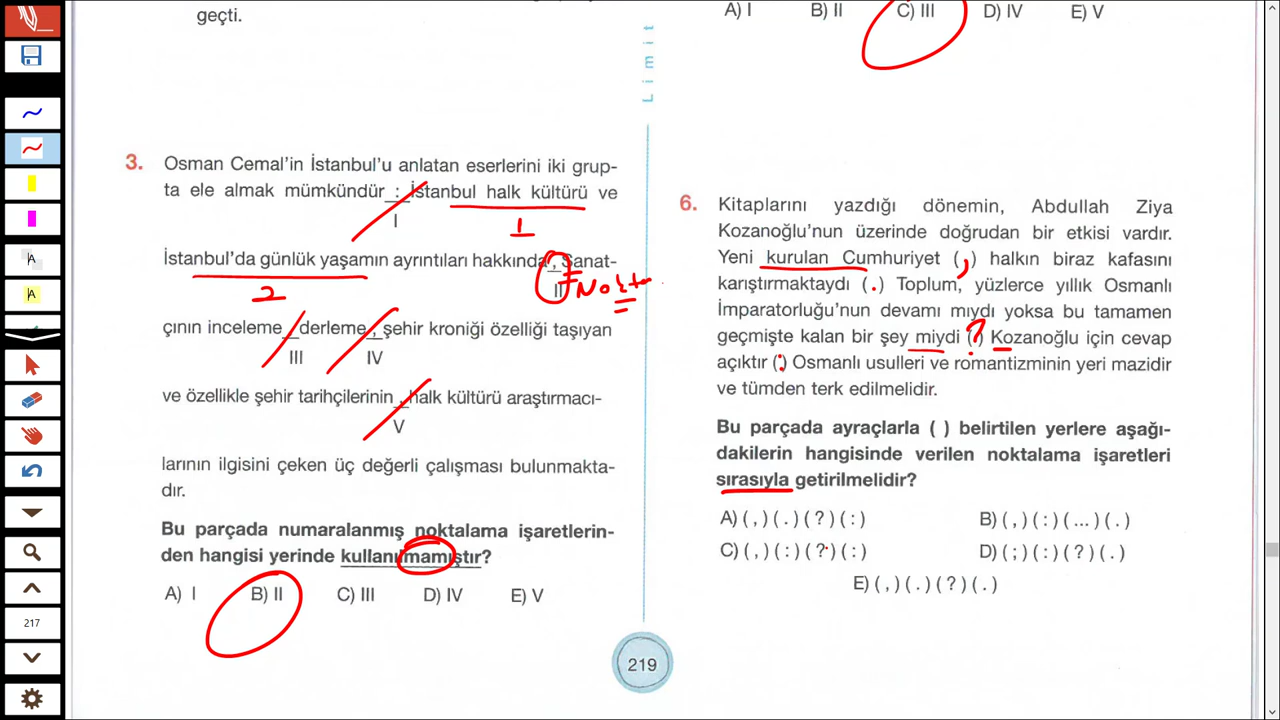 geçti.
3. Osman Cemal'in İstanbul'u anlatan eserlerini iki grup-
ta ele almak mümkündür : İstanbul halk kültürü ve
I
1
İstanbul'da günlük yaşamın ayrıntıları hakkında , Sanat-
2
II
Nokta
çının inceleme , derleme , şehir kroniği özelliği taşıyan
III IV
ve özellikle şehir tarihçilerinin , halk kültürü araştırmacı-
V
larının ilgisini çeken üç değerli çalışması bulunmakta-
dır.
Bu parçada numaralanmış noktalama işaretlerin-
den hangisi yerinde kullanılmamıştır?
A) I B) II C) III D) IV E) V
Limit
A) I B) II C) III D) IV E) V
6. Kitaplarını yazdığı dönemin, Abdullah Ziya
Kozanoğlu'nun üzerinde doğrudan bir etkisi vardır.
Yeni kurulan Cumhuriyet (,) halkın biraz kafasını
karıştırmaktaydı (.) Toplum, yüzlerce yıllık Osmanlı
İmparatorluğu'nun devamı mıydı yoksa bu tamamen
geçmişte kalan bir şey miydi (?) Kozanoğlu için cevap
açıktır (:) Osmanlı usulleri ve romantizminin yeri mazidir
ve tümden terk edilmelidir.
Bu parçada ayraçlarla ( ) belirtilen yerlere aşağı-
dakilerin hangisinde verilen noktalama işaretleri
sırasıyla getirilmelidir?
A) ( , ) ( . ) ( ? ) ( : ) B) ( , ) ( : ) ( ... ) ( . )
C) ( , ) ( : ) ( ? ) ( : ) D) ( ; ) ( : ) ( ? ) ( . )
E) ( , ) ( . ) ( ? ) ( . )
219
A
A
217